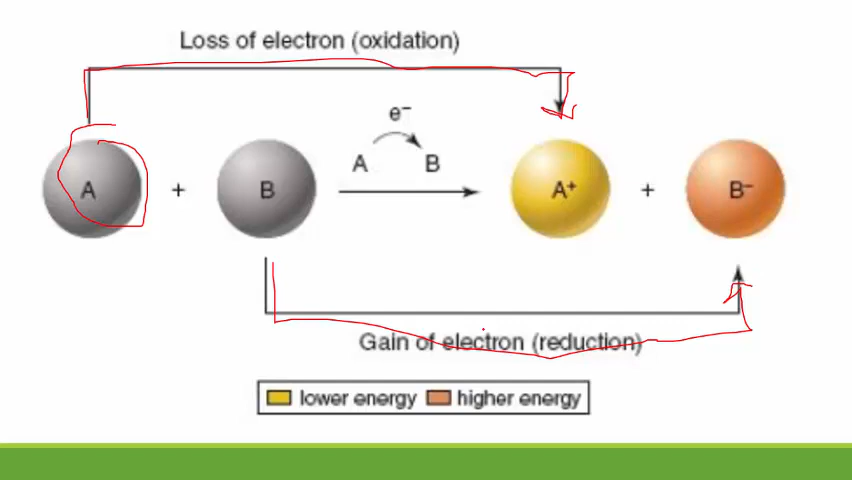 Loss of electron (oxidation)
e⁻
A B
A + B A⁺ + B⁻
Gain of electron (reduction)
lower energy higher energy